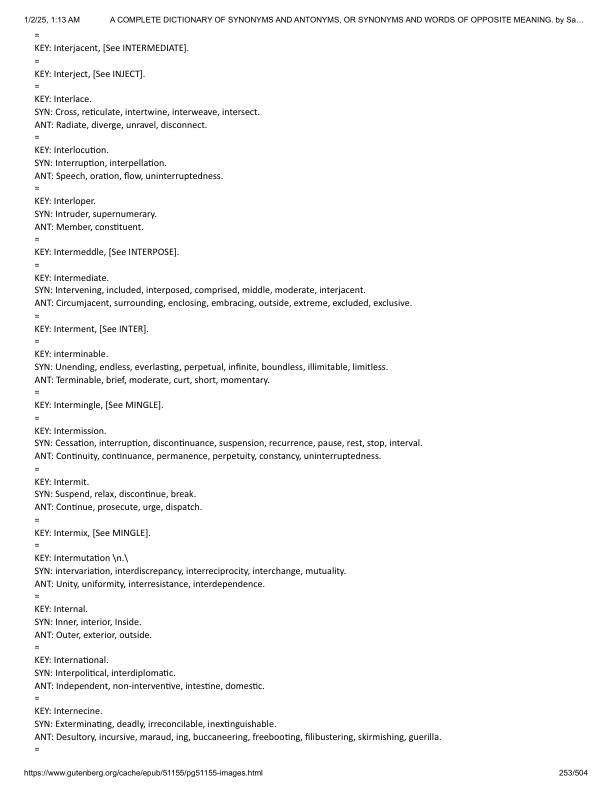 1/2/25, 1:13 AM A COMPLETE DICTIONARY OF SYNONYMS AND ANTONYMS, OR SYNONYMS AND WORDS OF OPPOSITE MEANING. by Sa…
=
KEY: Interjacent, [See INTERMEDIATE].
=
KEY: Interject, [See INJECT].
=
KEY: Interlace.
SYN: Cross, reticulate, intertwine, interweave, intersect.
ANT: Radiate, diverge, unravel, disconnect.
=
KEY: Interlocution.
SYN: Interruption, interpellation.
ANT: Speech, oration, flow, uninterruptedness.
=
KEY: Interloper.
SYN: Intruder, supernumerary.
ANT: Member, constituent.
=
KEY: Intermeddle, [See INTERPOSE].
=
KEY: Intermediate.
SYN: Intervening, included, interposed, comprised, middle, moderate, interjacent.
ANT: Circumjacent, surrounding, enclosing, embracing, outside, extreme, excluded, exclusive.
=
KEY: Interment, [See INTER].
=
KEY: interminable.
SYN: Unending, endless, everlasting, perpetual, infinite, boundless, illimitable, limitless.
ANT: Terminable, brief, moderate, curt, short, momentary.
=
KEY: Intermingle, [See MINGLE].
=
KEY: Intermission.
SYN: Cessation, interruption, discontinuance, suspension, recurrence, pause, rest, stop, interval.
ANT: Continuity, continuance, permanence, perpetuity, constancy, uninterruptedness.
=
KEY: Intermit.
SYN: Suspend, relax, discontinue, break.
ANT: Continue, prosecute, urge, dispatch.
=
KEY: Intermix, [See MINGLE].
=
KEY: Intermutation \n.\
SYN: intervariation, interdiscrepancy, interreciprocity, interchange, mutuality.
ANT: Unity, uniformity, interresistance, interdependence.
=
KEY: Internal.
SYN: Inner, interior, Inside.
ANT: Outer, exterior, outside.
=
KEY: International.
SYN: Interpolitical, interdiplomatic.
ANT: Independent, non-interventive, intestine, domestic.
=
KEY: Internecine.
SYN: Exterminating, deadly, irreconcilable, inextinguishable.
ANT: Desultory, incursive, maraud, ing, buccaneering, freebooting, filibustering, skirmishing, guerilla.
=
https://www.gutenberg.org/cache/epub/51155/pg51155-images.html 253/504